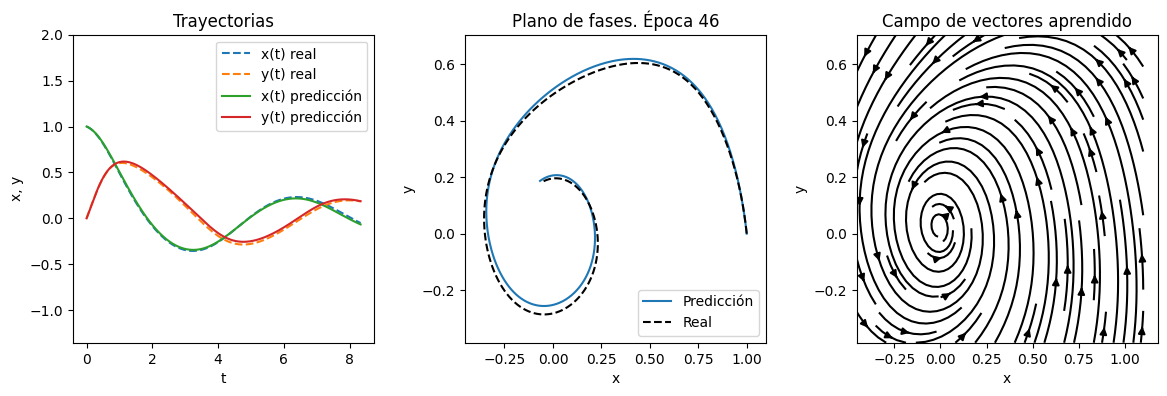 Trayectorias
x, y
2.0
1.5
1.0
0.5
0.0
−0.5
−1.0
x(t) real
y(t) real
x(t) predicción
y(t) predicción
0
2
4
6
8
t
Plano de fases. Época 46
y
0.6
0.4
0.2
0.0
−0.2
Predicción
Real
−0.25
0.00
0.25
0.50
0.75
1.00
x
Campo de vectores aprendido
y
0.6
0.4
0.2
0.0
−0.2
−0.25
0.00
0.25
0.50
0.75
1.00
x